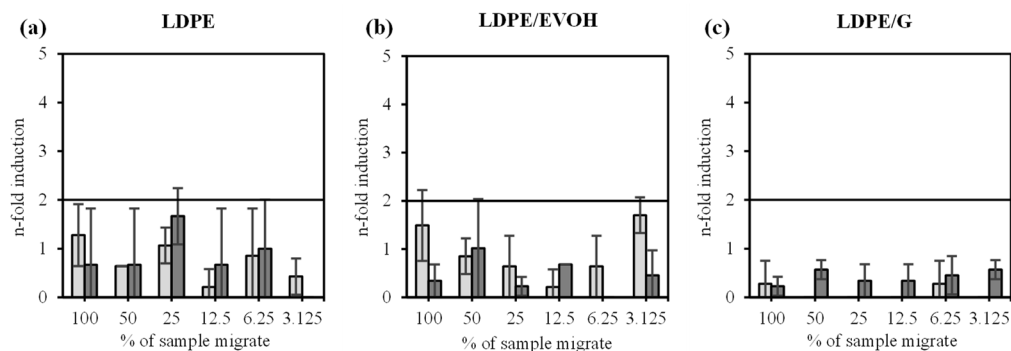 (a)
LDPE
5
4
3
2
1
0
n-fold induction
100 50 25 12.5 6.25 3.125
% of sample migrate
(b)
LDPE/EVOH
5
4
3
2
1
0
n-fold induction
100 50 25 12.5 6.25 3.125
% of sample migrate
(c)
LDPE/G
5
4
3
2
1
0
n-fold induction
100 50 25 12.5 6.25 3.125
% of sample migrate